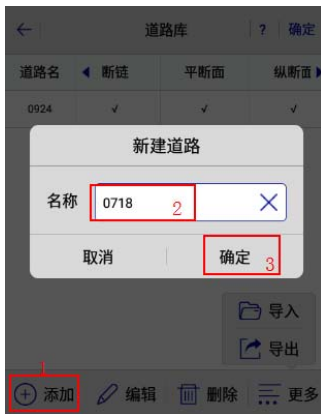 道路库 ? 确定
道路名 断链 平断面 纵断面
0924 √ √ √
新建道路
名称 0718 2
取消 确定 3
导入
导出
1
添加 编辑 删除 更多